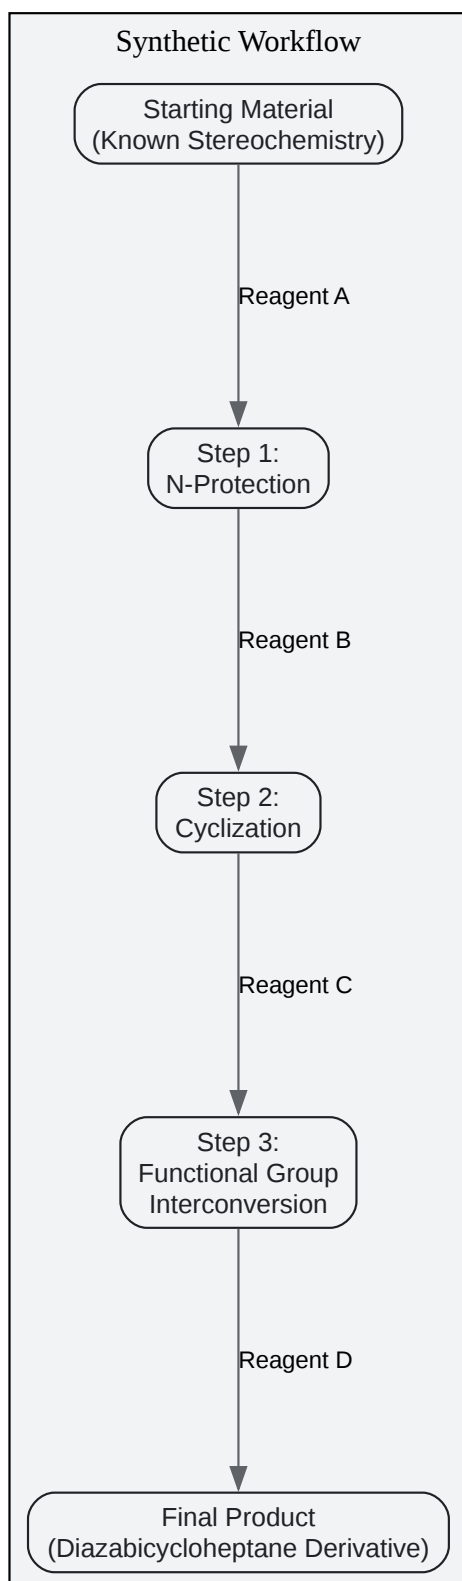 Synthetic Workflow
Starting Material
(Known Stereochemistry)
Reagent A
Step 1:
N-Protection
Reagent B
Step 2:
Cyclization
Reagent C
Step 3:
Functional Group
Interconversion
Reagent D
Final Product
(Diazabicycloheptane Derivative)